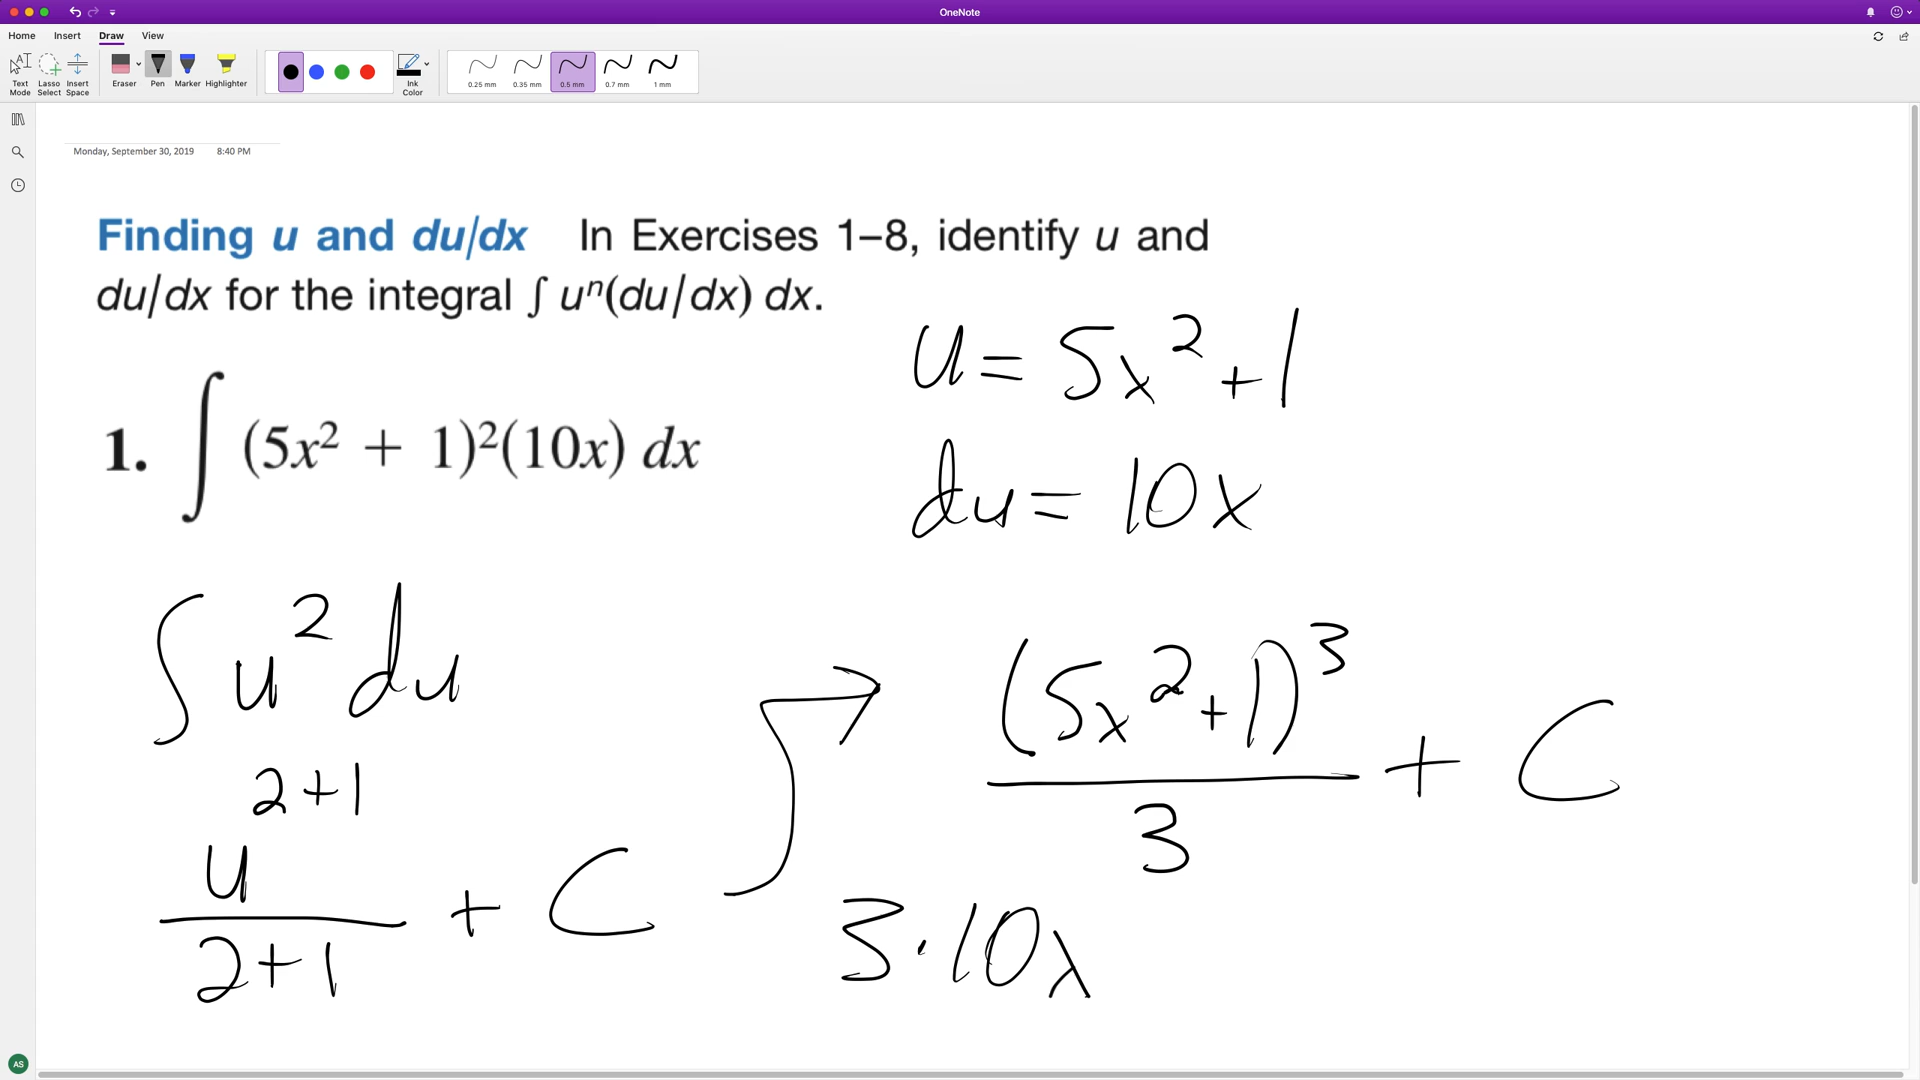 OneNote
Home Insert Draw View
Text Mode Lasso Select Insert Space Eraser Pen Marker Highlighter Ink Color 0.25 mm 0.35 mm 0.5 mm 0.7 mm 1 mm
Monday, September 30, 2019 8:40 PM
Finding u and du/dx In Exercises 1–8, identify u and
du/dx for the integral ∫ uⁿ(du/dx) dx.
u = 5x² + 1
1. ∫ (5x² + 1)²(10x) dx
du = 10x
∫ u² du
u^(2+1)/(2+1) + C
(5x² + 1)³/3 + C
3·10x
AS